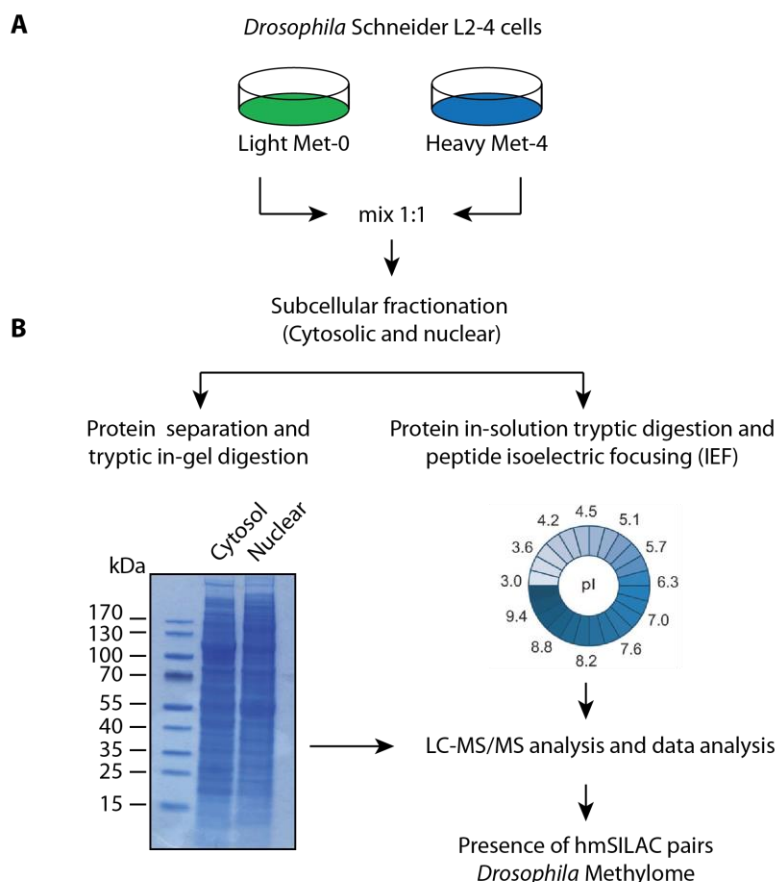 A
Drosophila Schneider L2-4 cells
Light Met-0
Heavy Met-4
mix 1:1
Subcellular fractionation
(Cytosolic and nuclear)
B
Protein separation and
tryptic in-gel digestion
Protein in-solution tryptic digestion and
peptide isoelectric focusing (IEF)
Cytosol
Nuclear
kDa
170
130
100
70
55
40
35
25
15
3.0
3.6
4.2
4.5
5.1
5.7
6.3
7.0
7.6
8.2
8.8
9.4
pI
LC-MS/MS analysis and data analysis
Presence of hmSILAC pairs
Drosophila Methylome